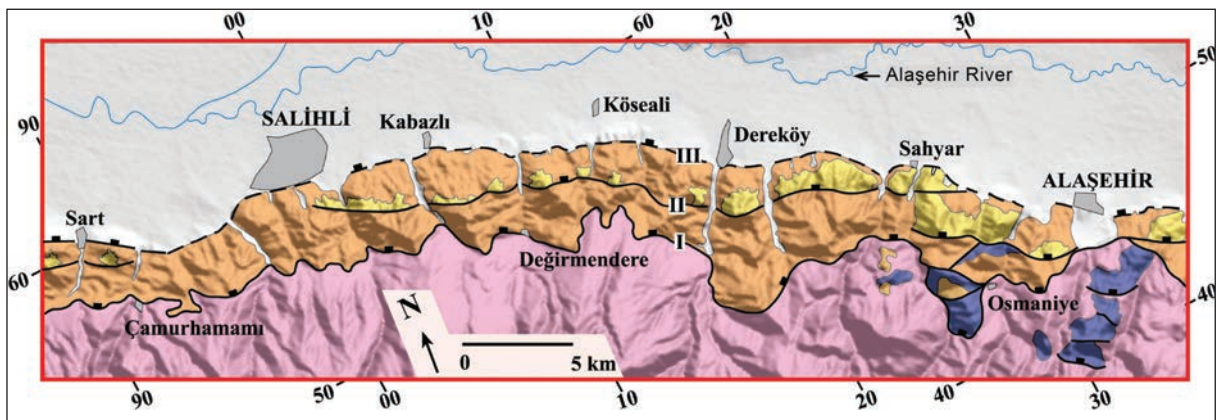 00
10
60
20
30
50
Alaşehir River
90
SALİHLİ
Kabazlı
Köseali
Dereköy
Sahyar
ALAŞEHİR
III
Sart
II
I
Değirmendere
60
Çamurhamamı
N
Osmaniye
40
0
5 km
90
50
00
10
20
40
30